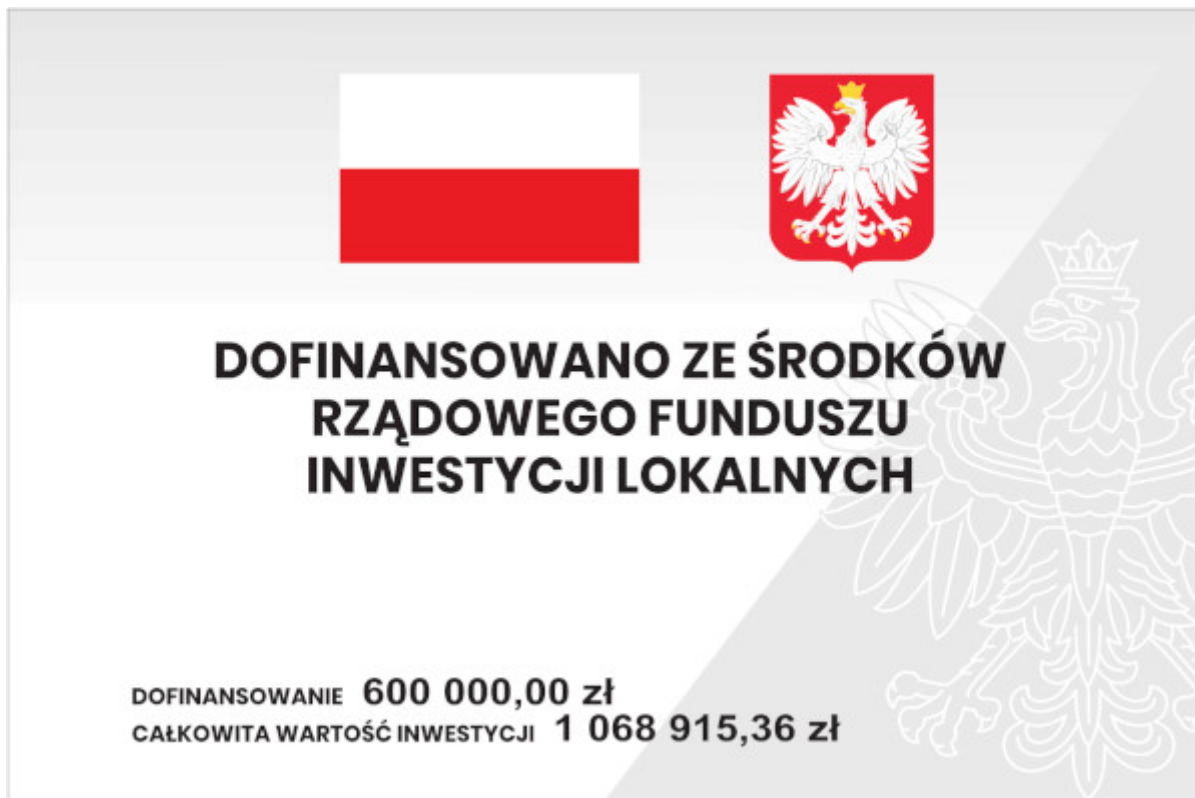 DOFINANSOWANO ZE ŚRODKÓW
RZĄDOWEGO FUNDUSZU
INWESTYCJI LOKALNYCH
DOFINANSOWANIE 600 000,00 zł
CAŁKOWITA WARTOŚĆ INWESTYCJI 1 068 915,36 zł